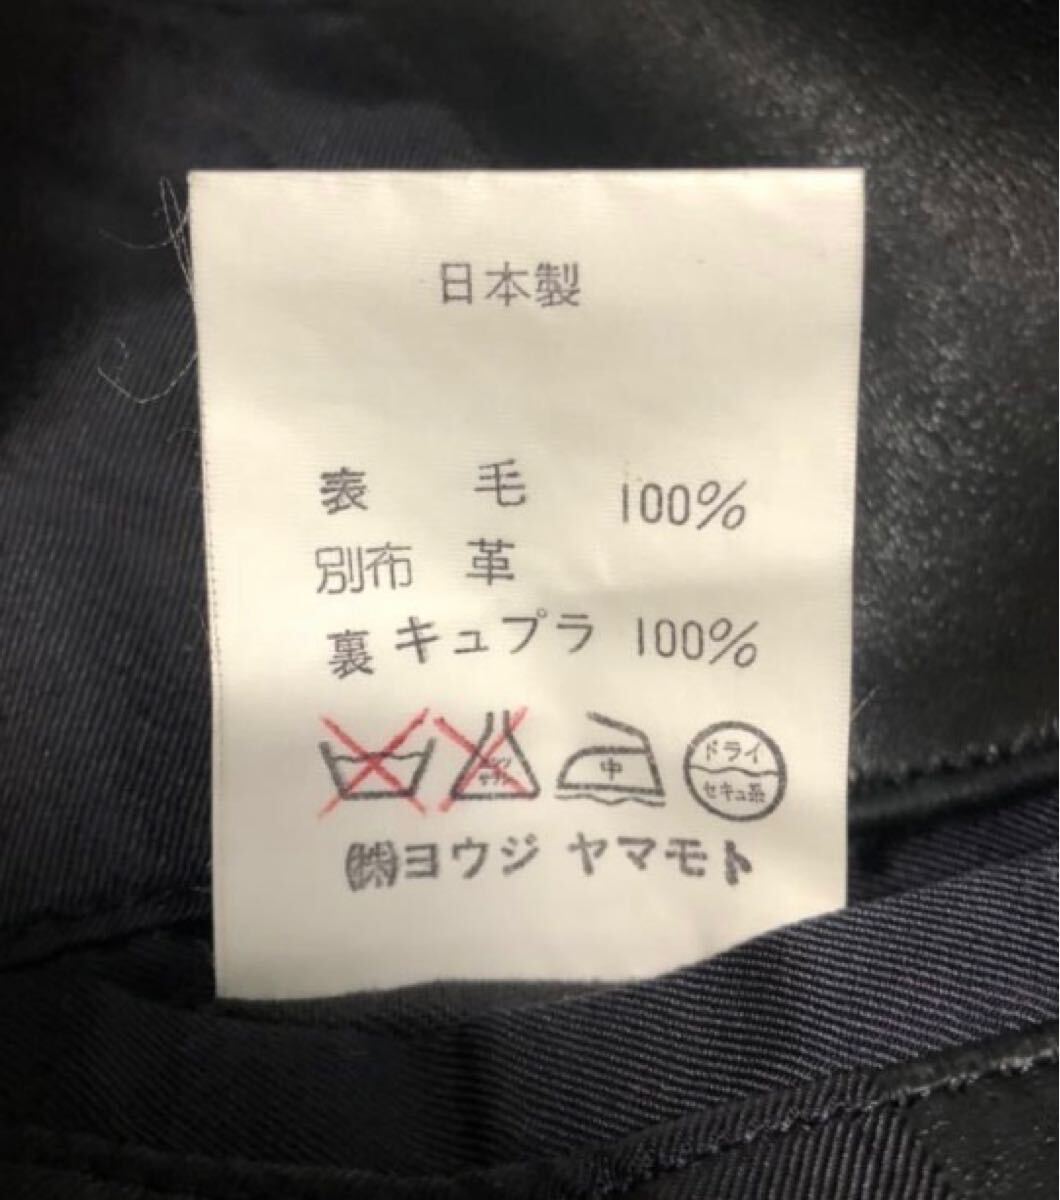 日本製
表 毛 100%
別布 革
裏 キュプラ 100%
中 ドライ
セキユ系
㈱ヨウジ ヤマモト